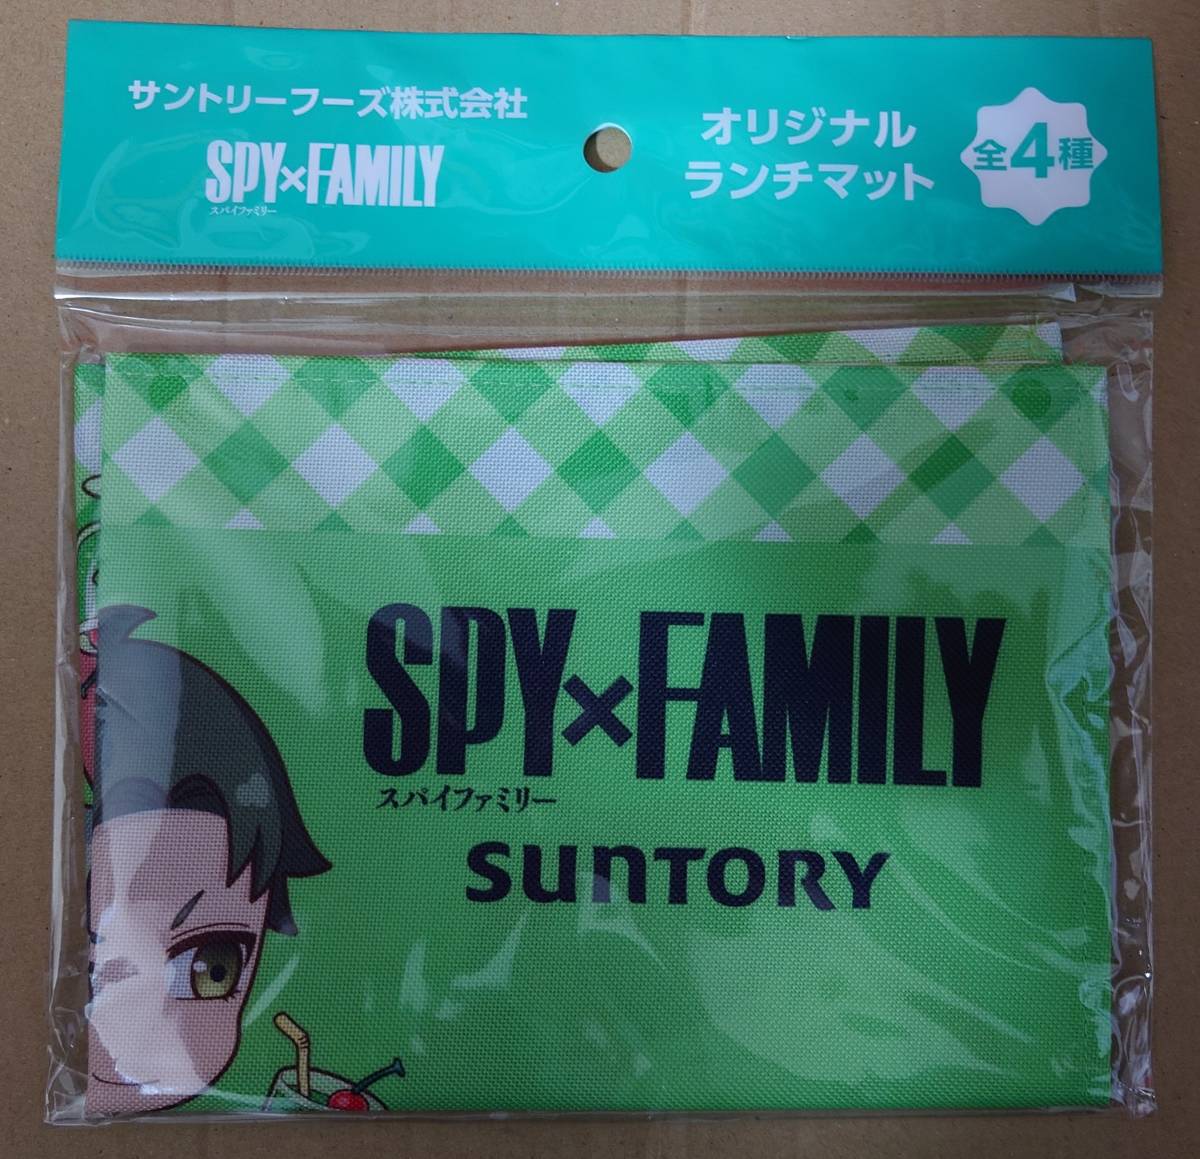 サントリーフーズ株式会社
SPY×FAMILY
スパイファミリー
オリジナル
ランチマット
全4種
SPY×FAMILY
スパイファミリー
SUNTORY